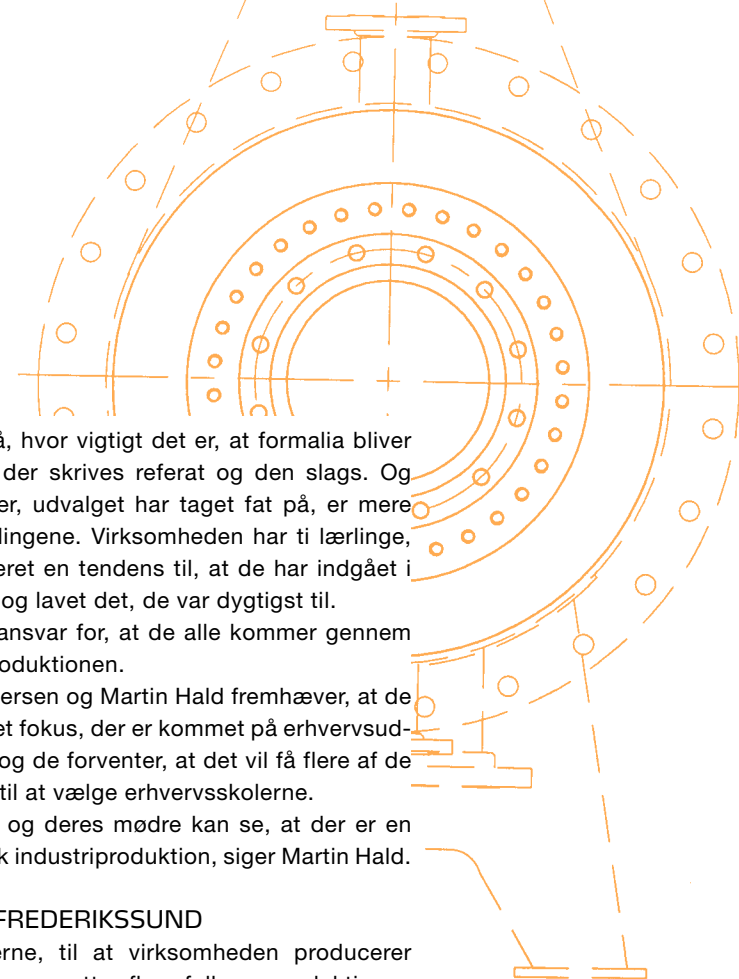 å, hvor vigtigt det er, at formalia bliver
der skrives referat og den slags. Og
er, udvalget har taget fat på, er mere
lingene. Virksomheden har ti lærlinge,
eret en tendens til, at de har indgået i
og lavet det, de var dygtigst til.
ansvar for, at de alle kommer gennem
oduktionen.
ersen og Martin Hald fremhæver, at de
et fokus, der er kommet på erhvervsud-
og de forventer, at det vil få flere af de
til at vælge erhvervsskolerne.
og deres mødre kan se, at der er en
k industriproduktion, siger Martin Hald.
FREDERIKSSUND
erne, til at virksomheden producerer